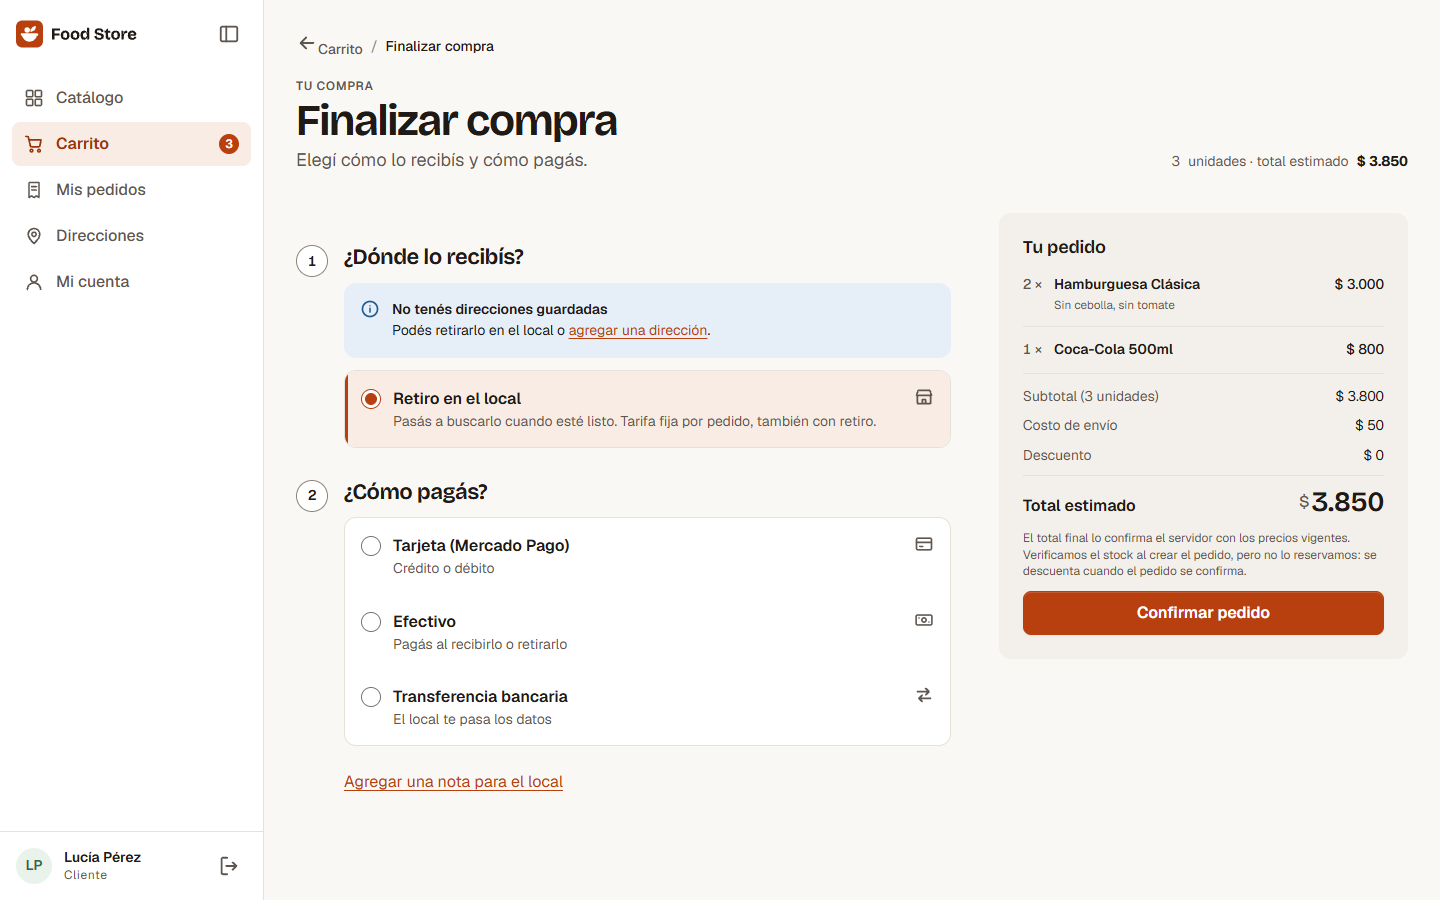 Food Store
Catálogo
Carrito 3
Mis pedidos
Direcciones
Mi cuenta
LP
Lucía Pérez
Cliente
Carrito / Finalizar compra
TU COMPRA
Finalizar compra
Elegí cómo lo recibís y cómo pagás.
3 unidades · total estimado $ 3.850
1 ¿Dónde lo recibís?
No tenés direcciones guardadas
Podés retirarlo en el local o agregar una dirección.
Retiro en el local
Pasás a buscarlo cuando esté listo. Tarifa fija por pedido, también con retiro.
2 ¿Cómo pagás?
Tarjeta (Mercado Pago)
Crédito o débito
Efectivo
Pagás al recibirlo o retirarlo
Transferencia bancaria
El local te pasa los datos
Agregar una nota para el local
Tu pedido
2 × Hamburguesa Clásica $ 3.000
Sin cebolla, sin tomate
1 × Coca-Cola 500ml $ 800
Subtotal (3 unidades) $ 3.800
Costo de envío $ 50
Descuento $ 0
Total estimado $ 3.850
El total final lo confirma el servidor con los precios vigentes.
Verificamos el stock al crear el pedido, pero no lo reservamos: se
descuenta cuando el pedido se confirma.
Confirmar pedido